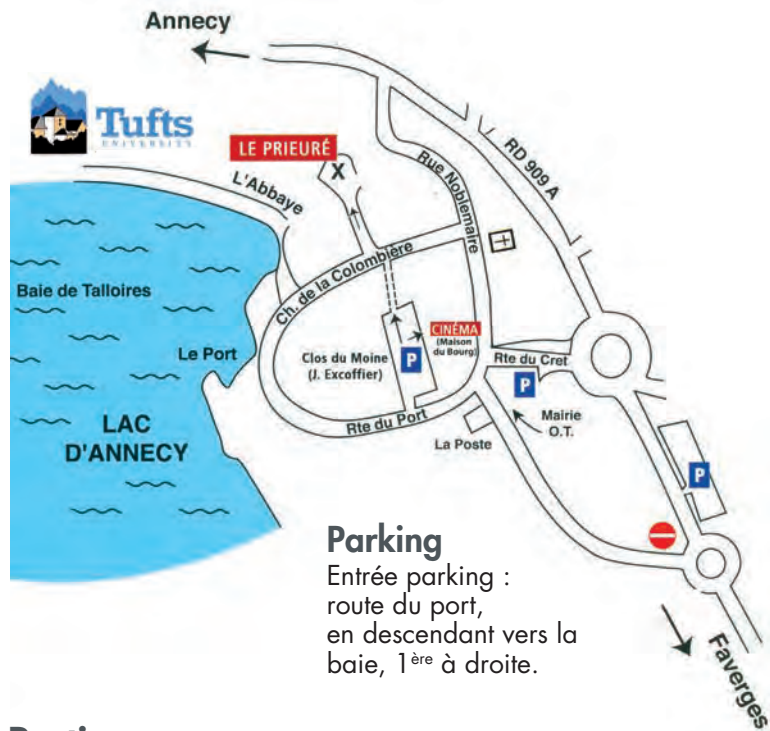 Annecy
Tufts
UNIVERSITY
LE PRIEURÉ
X
L'Abbaye
Rue Noblemaire
RD 909 A
Ch. de la Colombière
Baie de Talloires
Le Port
Clos du Moine
(J. Excoffier)
P
CINÉMA
(Maison
du Bourg)
Rte du Cret
P
Mairie
O.T.
Rte du Port
La Poste
LAC
D'ANNECY
P
Parking
Entrée parking :
route du port,
en descendant vers la
baie, 1ère à droite.
Faverges